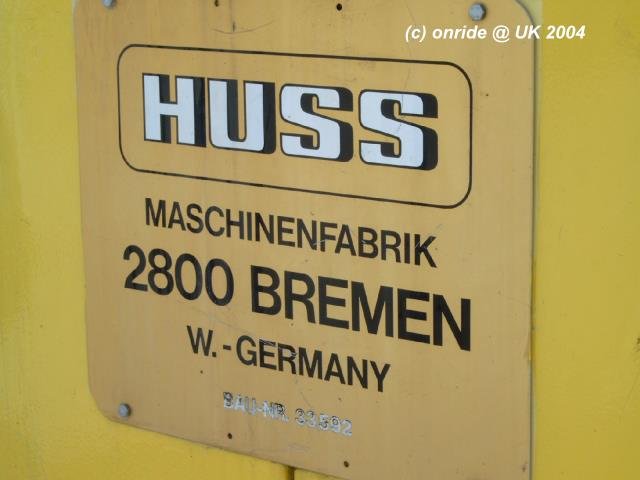 (c) onride @ UK 2004
HUSS
MASCHINENFABRIK
2800 BREMEN
W.-GERMANY
BAU-NR. 33592